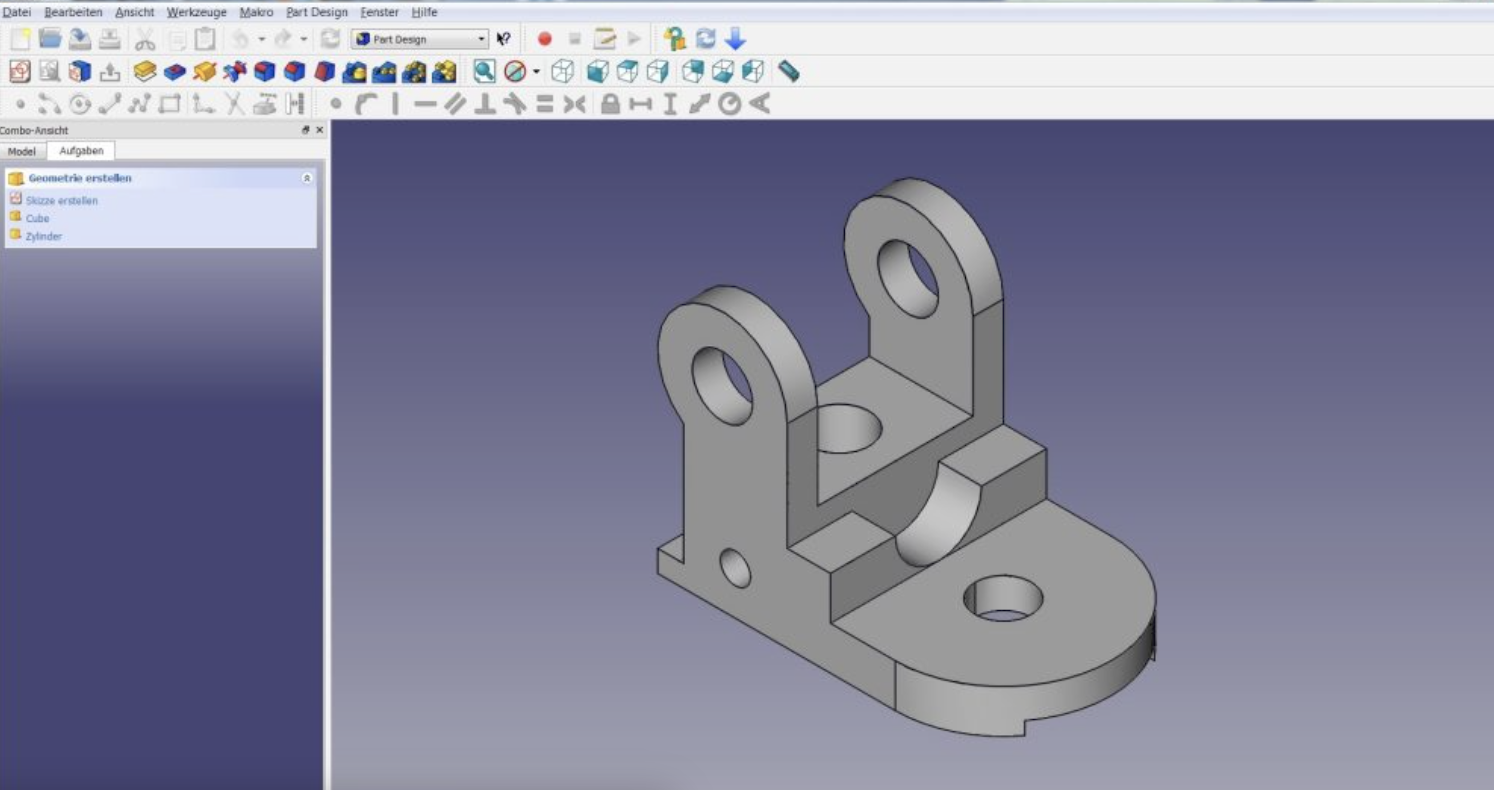 Datei Bearbeiten Ansicht Werkzeuge Makro Part Design Fenster Hilfe
Part Design
Combo-Ansicht
Model Aufgaben
Geometrie erstellen
Skizze erstellen
Cube
Zylinder